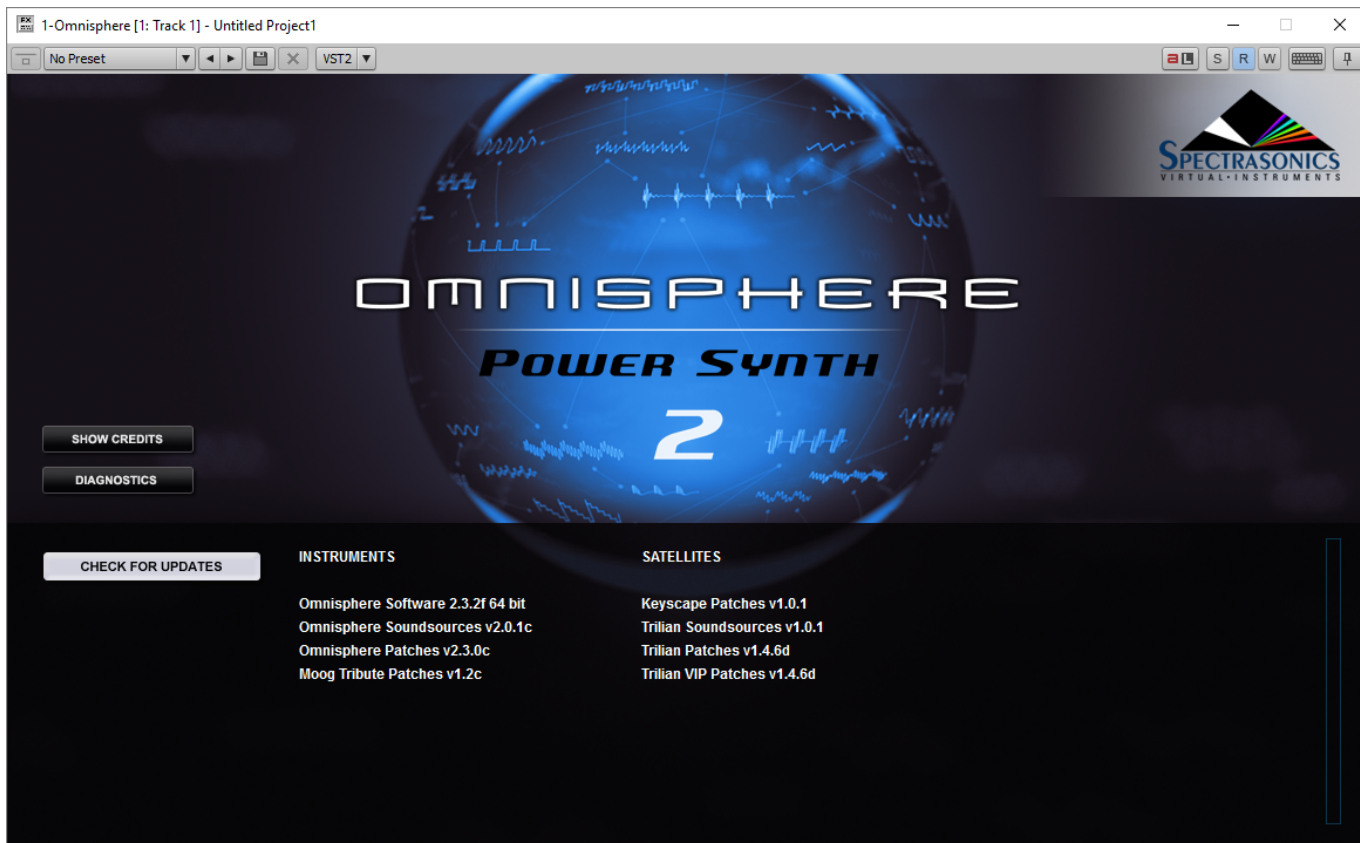 1-Omnisphere [1: Track 1] - Untitled Project1
No Preset
VST2
S R W
SPECTRASONICS
VIRTUAL•INSTRUMENTS
OMNISPHERE
POWER SYNTH
2
SHOW CREDITS
DIAGNOSTICS
CHECK FOR UPDATES
INSTRUMENTS
Omnisphere Software 2.3.2f 64 bit
Omnisphere Soundsources v2.0.1c
Omnisphere Patches v2.3.0c
Moog Tribute Patches v1.2c
SATELLITES
Keyscape Patches v1.0.1
Trilian Soundsources v1.0.1
Trilian Patches v1.4.6d
Trilian VIP Patches v1.4.6d